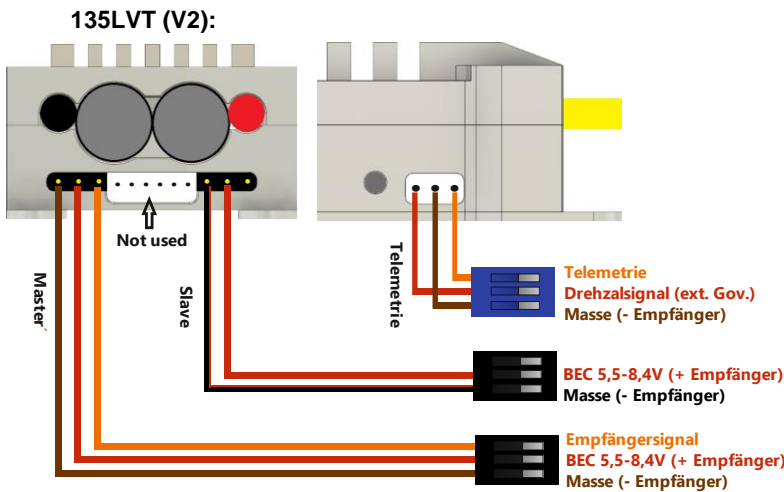 135LVT (V2):
Not used
Master
Slave
Telemetrie
Telemetrie
Drehzalsignal (ext. Gov.)
Masse (- Empfänger)
BEC 5,5-8,4V (+ Empfänger)
Masse (- Empfänger)
Empfängersignal
BEC 5,5-8,4V (+ Empfänger)
Masse (- Empfänger)